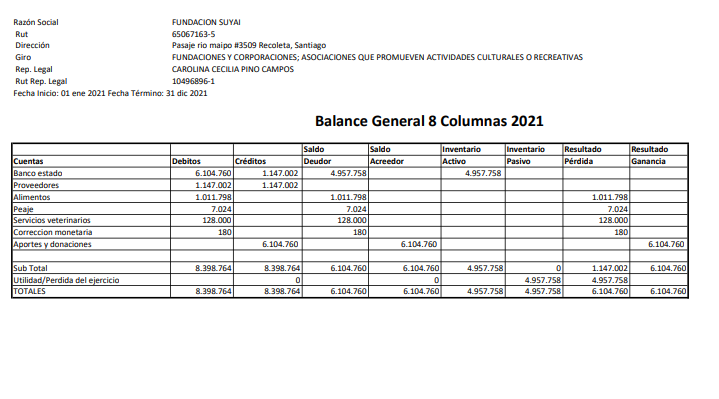 Razón Social FUNDACION SUYAI
Rut 65067163-5
Dirección Pasaje rio maipo #3509 Recoleta, Santiago
Giro FUNDACIONES Y CORPORACIONES; ASOCIACIONES QUE PROMUEVEN ACTIVIDADES CULTURALES O RECREATIVAS
Rep. Legal CAROLINA CECILIA PINO CAMPOS
Rut Rep. Legal 10496896-1
Fecha Inicio: 01 ene 2021 Fecha Término: 31 dic 2021
Balance General 8 Columnas 2021
Saldo Saldo Inventario Inventario Resultado Resultado
Cuentas Debitos Créditos Deudor Acreedor Activo Pasivo Pérdida Ganancia
Banco estado 6.104.760 1.147.002 4.957.758 4.957.758
Proveedores 1.147.002 1.147.002
Alimentos 1.011.798 1.011.798 1.011.798
Peaje 7.024 7.024 7.024
Servicios veterinarios 128.000 128.000 128.000
Correccion monetaria 180 180 180
Aportes y donaciones 6.104.760 6.104.760 6.104.760
Sub Total 8.398.764 8.398.764 6.104.760 6.104.760 4.957.758 0 1.147.002 6.104.760
Utilidad/Perdida del ejercicio 0 0 4.957.758 4.957.758
TOTALES 8.398.764 8.398.764 6.104.760 6.104.760 4.957.758 4.957.758 6.104.760 6.104.760